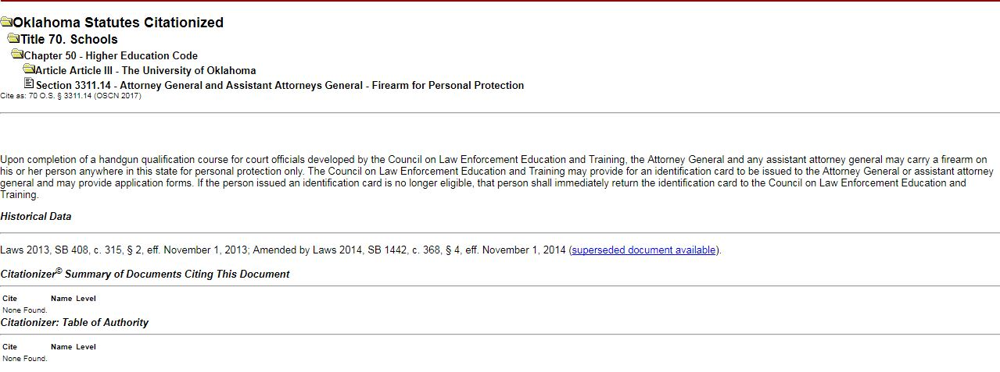 Oklahoma Statutes Citationized
Title 70. Schools
Chapter 50 - Higher Education Code
Article Article III - The University of Oklahoma
Section 3311.14 - Attorney General and Assistant Attorneys General - Firearm for Personal Protection
Cite as: 70 O.S. § 3311.14 (OSCN 2017)
Upon completion of a handgun qualification course for court officials developed by the Council on Law Enforcement Education and Training, the Attorney General and any assistant attorney general may carry a firearm on
his or her person anywhere in this state for personal protection only. The Council on Law Enforcement Education and Training may provide for an identification card to be issued to the Attorney General or assistant attorney
general and may provide application forms. If the person issued an identification card is no longer eligible, that person shall immediately return the identification card to the Council on Law Enforcement Education and
Training.
Historical Data
Laws 2013, SB 408, c. 315, § 2, eff. November 1, 2013; Amended by Laws 2014, SB 1442, c. 368, § 4, eff. November 1, 2014 (superseded document available).
Citationizer© Summary of Documents Citing This Document
Cite Name Level
None Found.
Citationizer: Table of Authority
Cite Name Level
None Found.